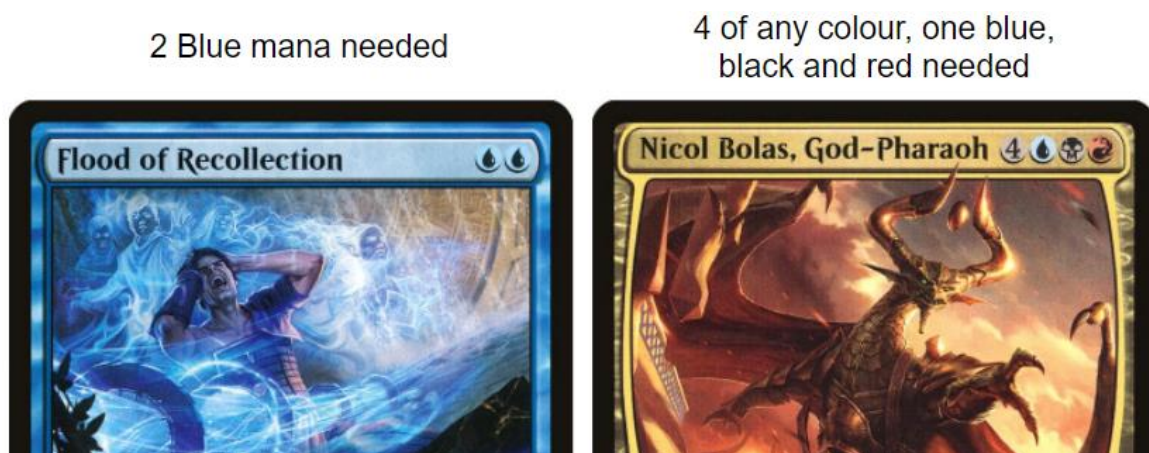 2 Blue mana needed
4 of any colour, one blue,
black and red needed
Flood of Recollection
Nicol Bolas, God-Pharaoh 4